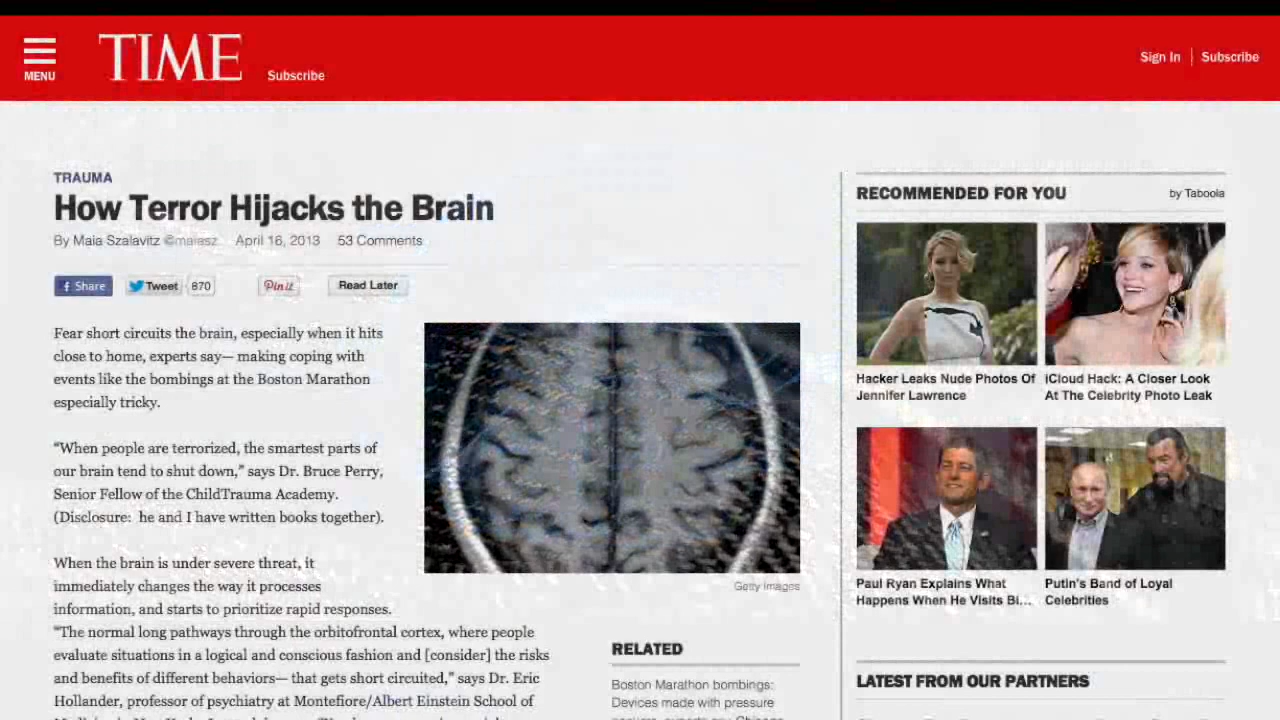 MENU
TIME
Subscribe
Sign In
Subscribe
TRAUMA
How Terror Hijacks the Brain
By Maia Szalavitz @maiasz April 16, 2013 53 Comments
Share
Tweet
870
Pin it
Read Later
Fear short circuits the brain, especially when it hits
close to home, experts say— making coping with
events like the bombings at the Boston Marathon
especially tricky.
“When people are terrorized, the smartest parts of
our brain tend to shut down,” says Dr. Bruce Perry,
Senior Fellow of the ChildTrauma Academy.
(Disclosure: he and I have written books together).
When the brain is under severe threat, it
immediately changes the way it processes
information, and starts to prioritize rapid responses.
“The normal long pathways through the orbitofrontal cortex, where people
evaluate situations in a logical and conscious fashion and [consider] the risks
and benefits of different behaviors— that gets short circuited,” says Dr. Eric
Hollander, professor of psychiatry at Montefiore/Albert Einstein School of
Getty Images
RELATED
Boston Marathon bombings:
Devices made with pressure
RECOMMENDED FOR YOU
by Taboola
Hacker Leaks Nude Photos Of
Jennifer Lawrence
iCloud Hack: A Closer Look
At The Celebrity Photo Leak
Paul Ryan Explains What
Happens When He Visits Bi...
Putin's Band of Loyal
Celebrities
LATEST FROM OUR PARTNERS